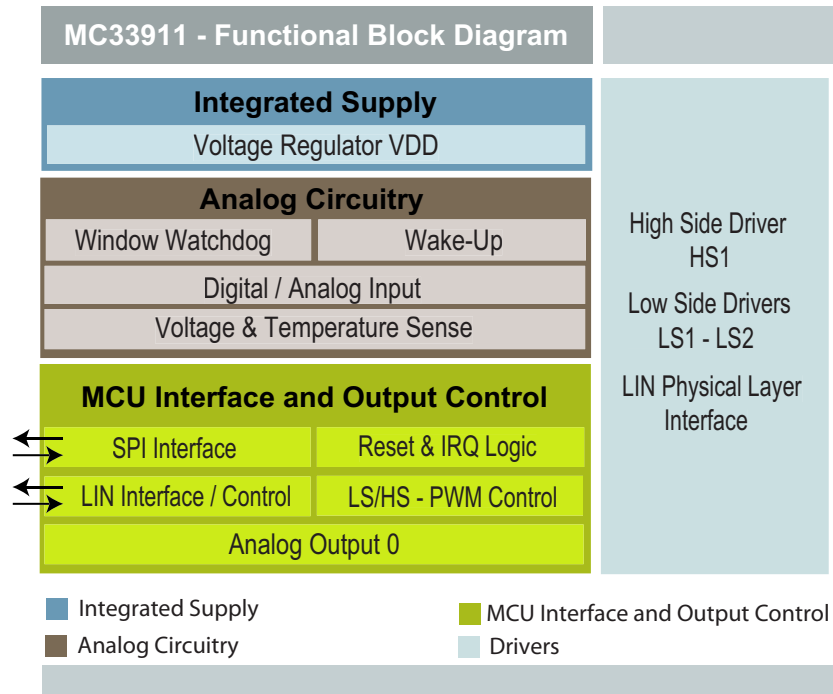 MC33911 - Functional Block Diagram
Integrated Supply
Voltage Regulator VDD
Analog Circuitry
Window Watchdog
Wake-Up
Digital / Analog Input
Voltage & Temperature Sense
MCU Interface and Output Control
SPI Interface
Reset & IRQ Logic
LIN Interface / Control
LS/HS - PWM Control
Analog Output 0
High Side Driver
HS1
Low Side Drivers
LS1 - LS2
LIN Physical Layer
Interface
Integrated Supply
MCU Interface and Output Control
Analog Circuitry
Drivers